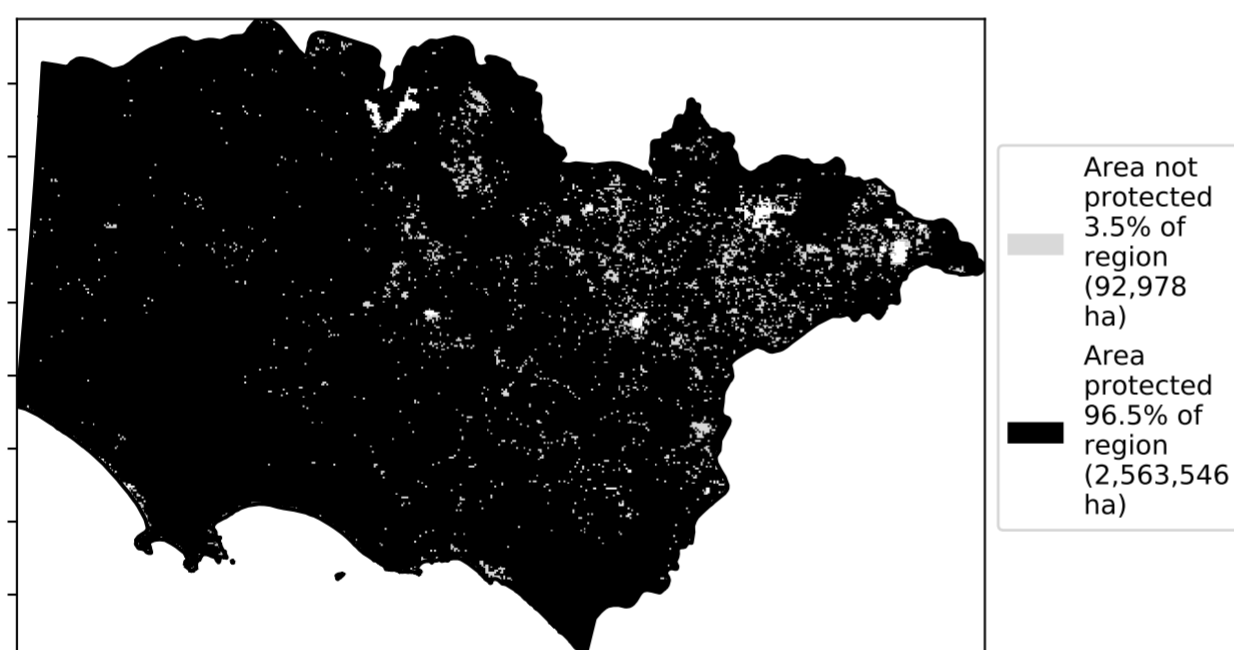 Area not
protected
3.5% of
region
(92,978
ha)
Area
protected
96.5% of
region
(2,563,546
ha)